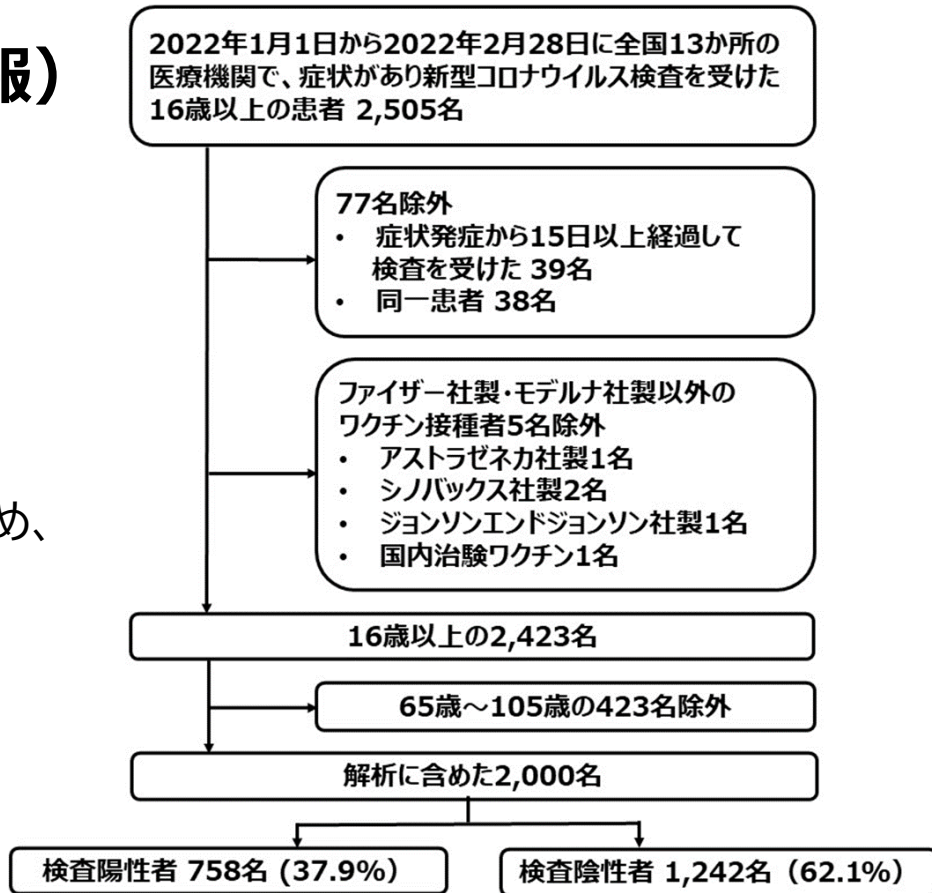 報）
2022年1月1日から2022年2月28日に全国13か所の
医療機関で、症状があり新型コロナウイルス検査を受けた
16歳以上の患者 2,505名
77名除外
• 症状発症から15日以上経過して
検査を受けた 39名
• 同一患者 38名
ファイザー社製・モデルナ社製以外の
ワクチン接種者5名除外
• アストラゼネカ社製1名
• シノバックス社製2名
• ジョンソンエンドジョンソン社製1名
• 国内治験ワクチン1名
め、
16歳以上の2,423名
65歳～105歳の423名除外
解析に含めた2,000名
検査陽性者 758名 (37.9%）
検査陰性者 1,242名（62.1%）